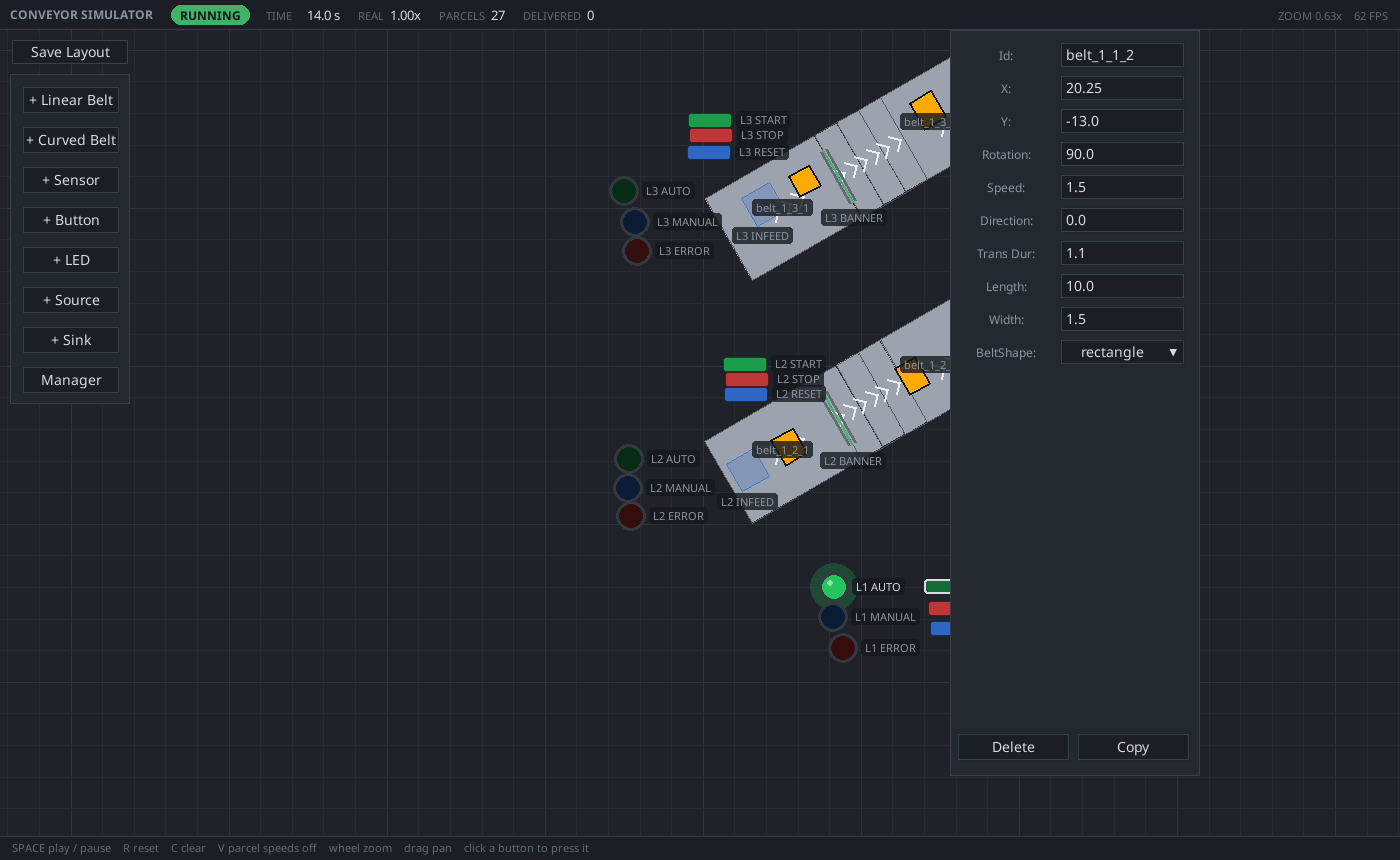 CONVEYOR SIMULATOR RUNNING TIME 14.0 s REAL 1.00x PARCELS 27 DELIVERED 0 ZOOM 0.63x 62 FPS
Save Layout
+ Linear Belt
+ Curved Belt
+ Sensor
+ Button
+ LED
+ Source
+ Sink
Manager
L3 START
L3 STOP
L3 RESET
L3 AUTO
L3 MANUAL
L3 ERROR
belt_1_3_1
L3 INFEED
L3 BANNER
belt_1_3_
L2 START
L2 STOP
L2 RESET
L2 AUTO
L2 MANUAL
L2 ERROR
belt_1_2_1
L2 INFEED
L2 BANNER
belt_1_2_
L1 AUTO
L1 MANUAL
L1 ERROR
Id: belt_1_1_2
X: 20.25
Y: -13.0
Rotation: 90.0
Speed: 1.5
Direction: 0.0
Trans Dur: 1.1
Length: 10.0
Width: 1.5
BeltShape: rectangle ▼
Delete Copy
SPACE play / pause R reset C clear V parcel speeds off wheel zoom drag pan click a button to press it